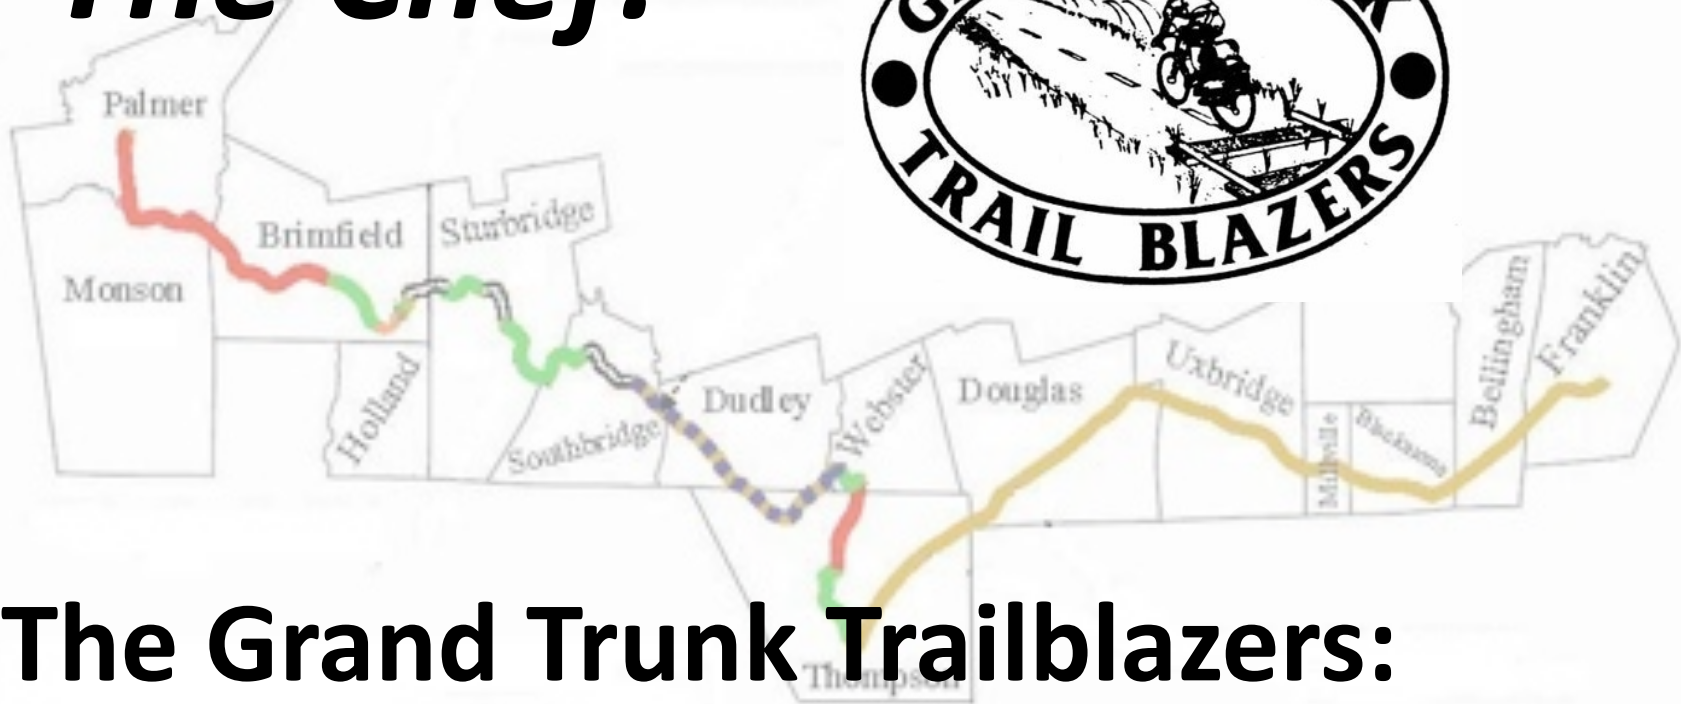 The Chef:
TRAIL BLAZERS
Palmer
Brimfield
Sturbridge
Monson
Holland
Southbridge
Dudley
Webster
Douglas
Uxbridge
Millville
Blackstone
Bellingham
Franklin
The Grand Trunk Trailblazers:
Thompson